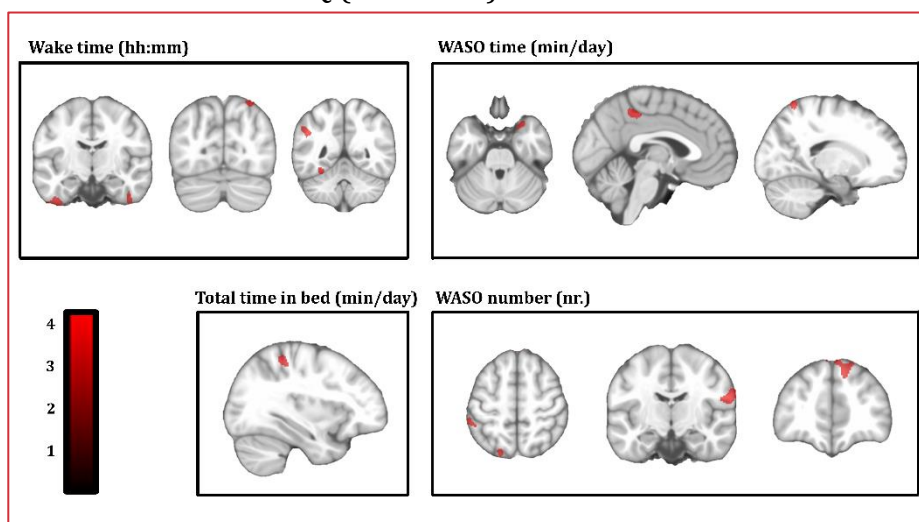 Wake time (hh:mm)
WASO time (min/day)
Total time in bed (min/day)
WASO number (nr.)
4
3
2
1